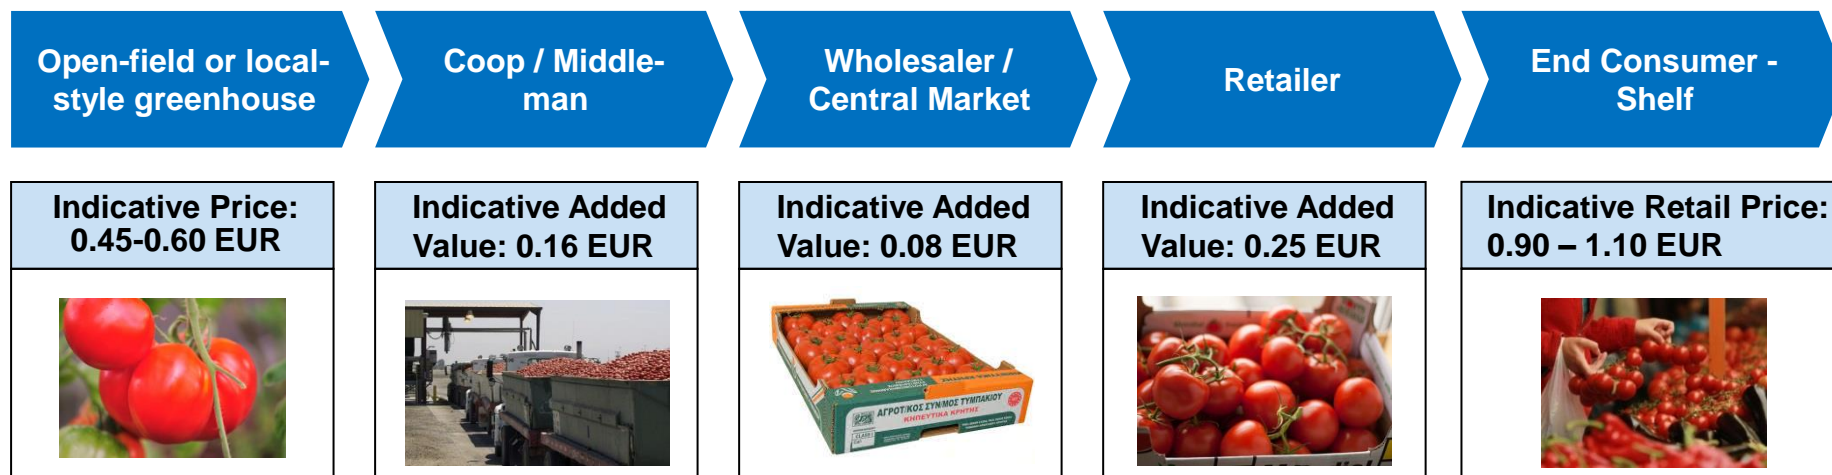 Open-field or local-
style greenhouse
Coop / Middle-
man
Wholesaler /
Central Market
Retailer
End Consumer -
Shelf
Indicative Price:
0.45-0.60 EUR
Indicative Added
Value: 0.16 EUR
Indicative Added
Value: 0.08 EUR
Indicative Added
Value: 0.25 EUR
Indicative Retail Price:
0.90 – 1.10 EUR
ΑΓΡΟΤ/ΚΟΣ ΣΥΝ/ΜΟΣ ΤΥΜΠΑΚΙΟΥ
ΚΗΠΕΥΤΙΚΑ ΚΡΗΤΗΣ